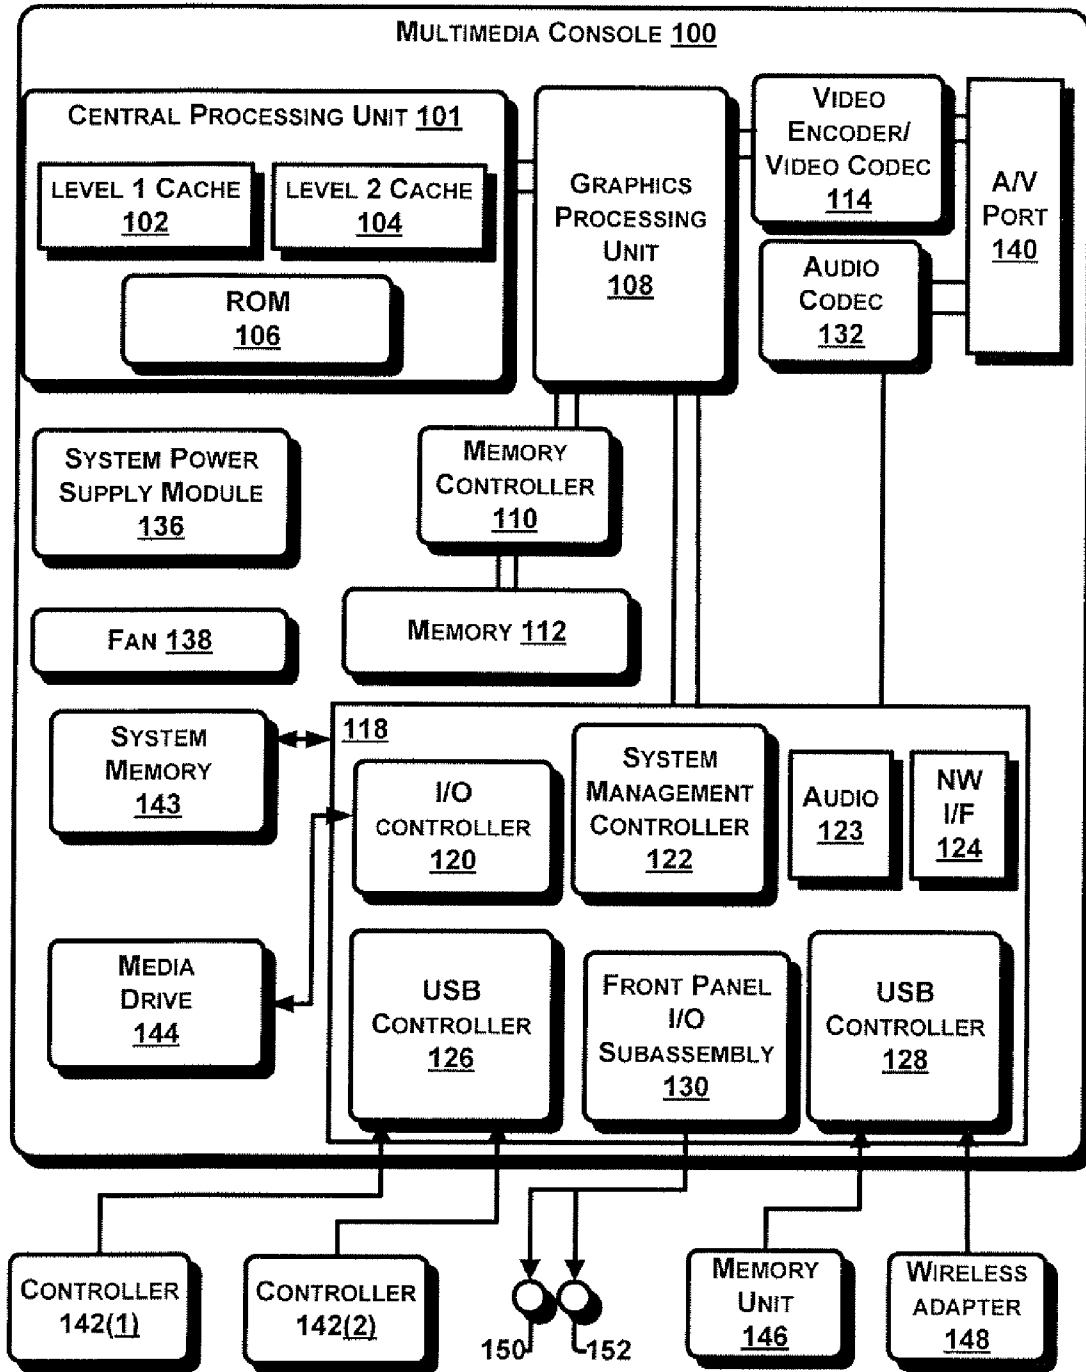 MULTIMEDIA CONSOLE 100
CENTRAL PROCESSING UNIT 101
LEVEL 1 CACHE
102
LEVEL 2 CACHE
104
ROM
106
GRAPHICS
PROCESSING
UNIT
108
VIDEO
ENCODER/
VIDEO CODEC
114
AUDIO
CODEC
132
A/V
PORT
140
SYSTEM POWER
SUPPLY MODULE
136
MEMORY
CONTROLLER
110
FAN 138
MEMORY 112
SYSTEM
MEMORY
143
118
I/O
CONTROLLER
120
SYSTEM
MANAGEMENT
CONTROLLER
122
AUDIO
123
NW
I/F
124
MEDIA
DRIVE
144
USB
CONTROLLER
126
FRONT PANEL
I/O
SUBASSEMBLY
130
USB
CONTROLLER
128
CONTROLLER
142(1)
CONTROLLER
142(2)
150
152
MEMORY
UNIT
146
WIRELESS
ADAPTER
148